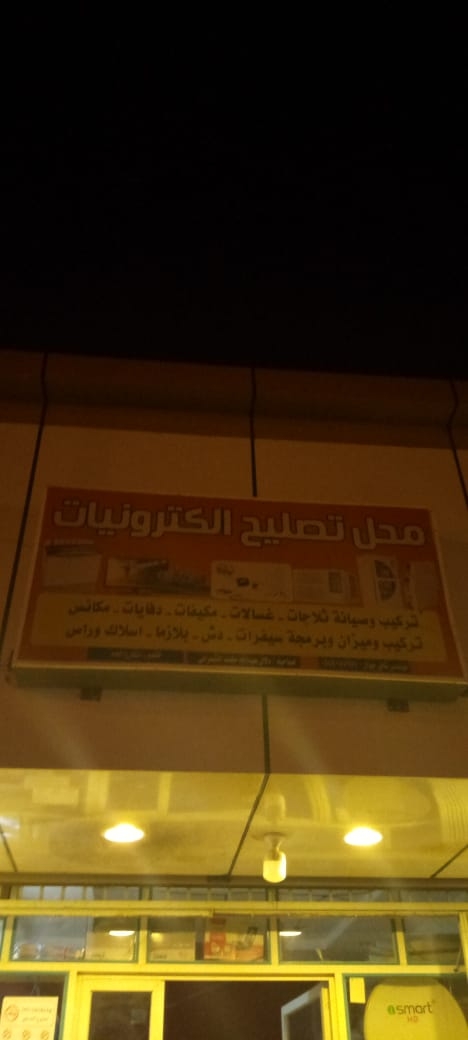 محل تصليح الكترونيات
تركيب وصيانة ثلاجات - غسالات - مكيفات - دفايات - مكانس
تركيب وميزان وبرمجة سيفرات - دش - بلازما - اسلاك وراس
smart
HD